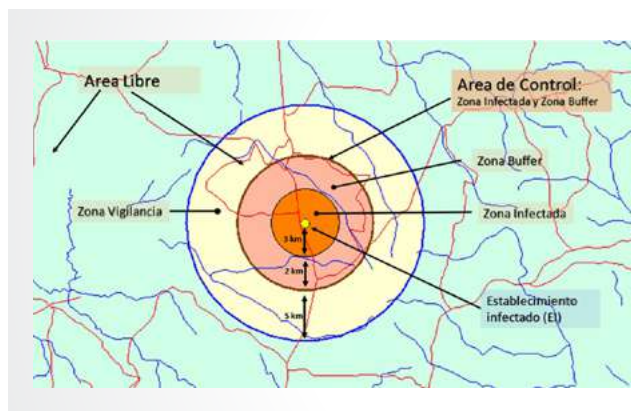 Area Libre
Area de Control:
Zona Infectada y Zona Buffer
Zona Buffer
Zona Vigilancia
Zona Infectada
3 km
2 km
5 km
Establecimiento
infectado (EI)